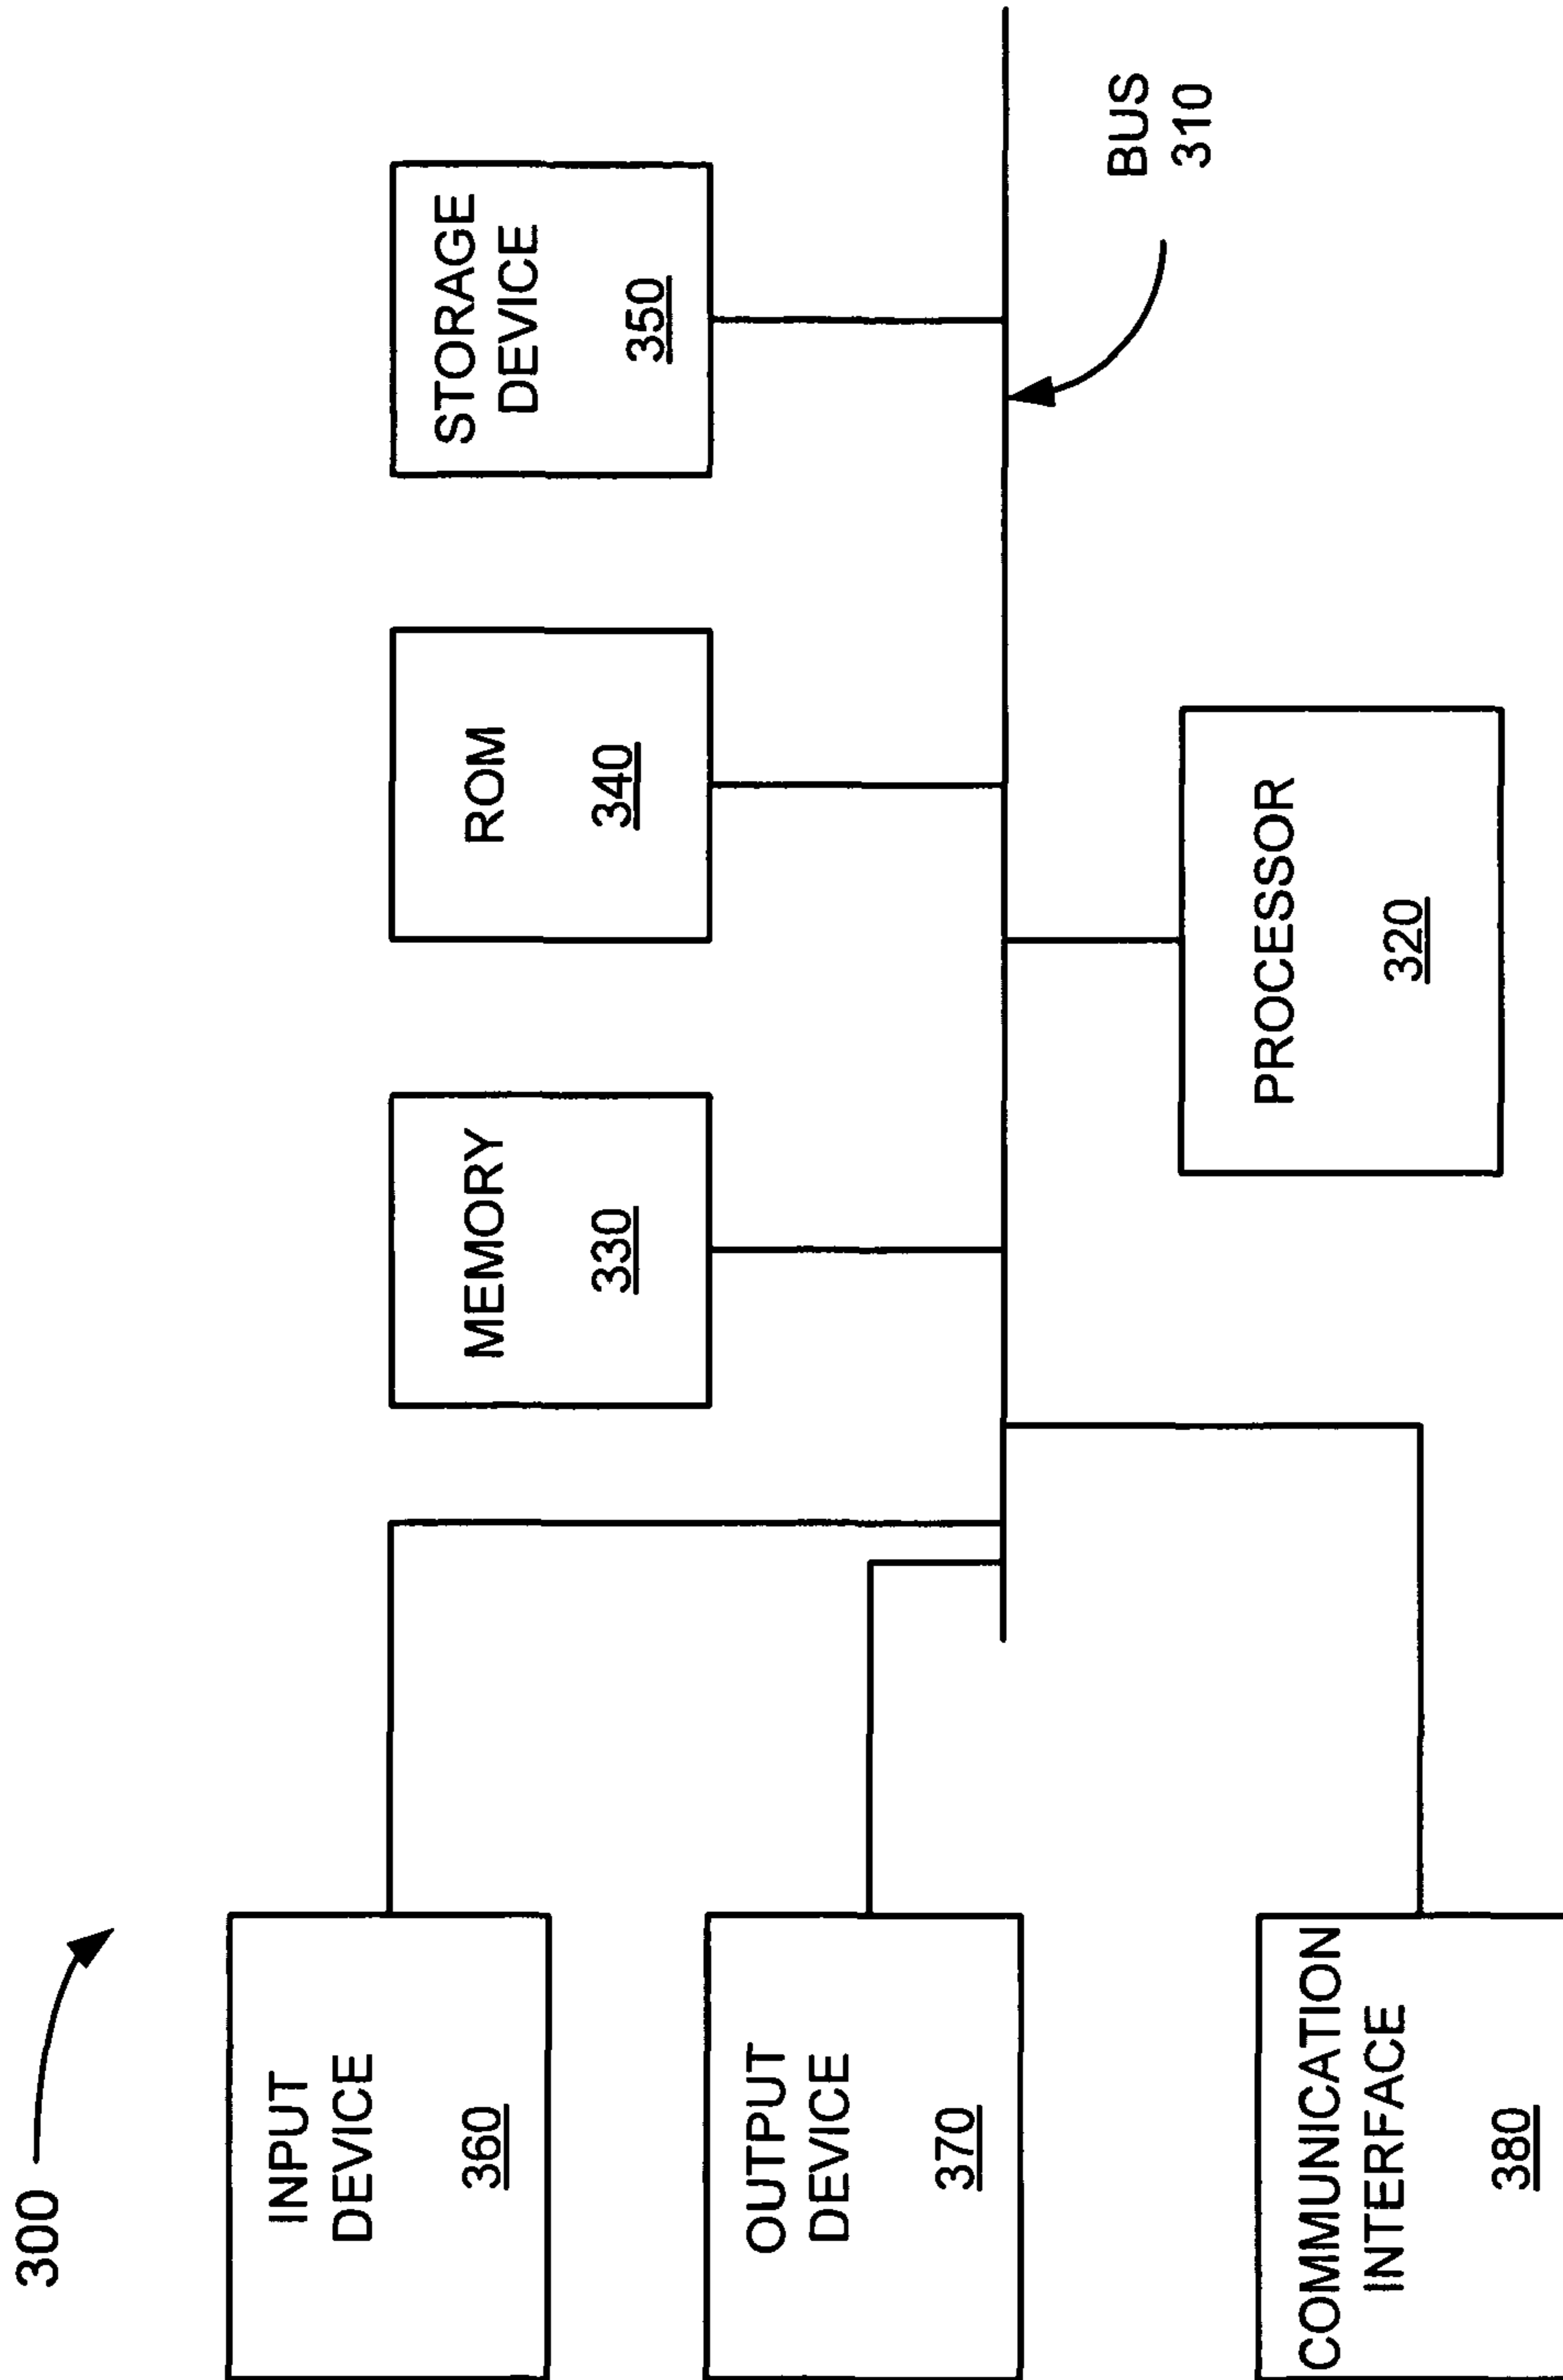 300
INPUT
DEVICE
360
OUTPUT
DEVICE
370
COMMUNICATION
INTERFACE
380
MEMORY
330
ROM
340
STORAGE
DEVICE
350
PROCESSOR
320
BUS
310